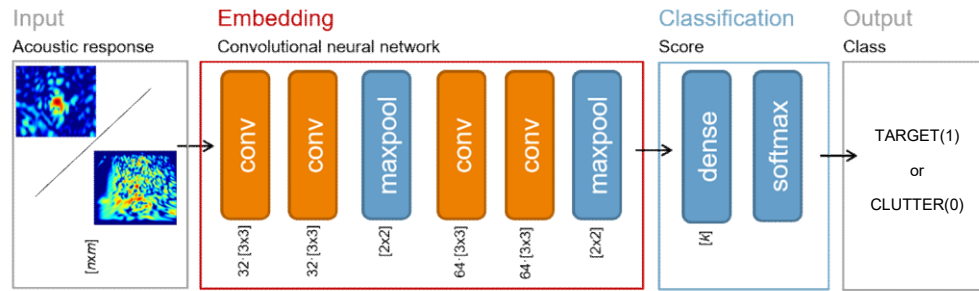 Input
Acoustic response
[nxm]
Embedding
Convolutional neural network
conv
conv
maxpool
conv
conv
maxpool
32·[3x3]
32·[3x3]
[2x2]
64·[3x3]
64·[3x3]
[2x2]
Classification
Score
dense
softmax
[k]
Output
Class
TARGET(1)
or
CLUTTER(0)